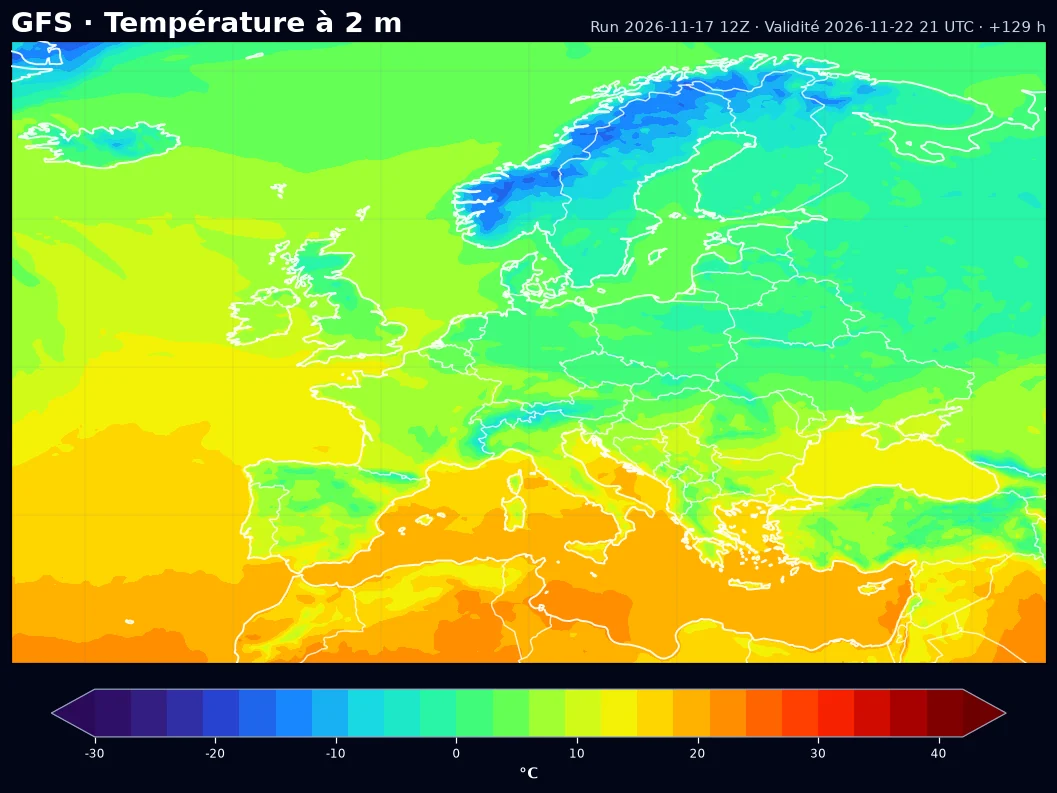 GFS · Température à 2 m
Run 2026-11-17 12Z · Validité 2026-11-22 21 UTC · +129 h
-30 -20 -10 0 10 20 30 40
°C